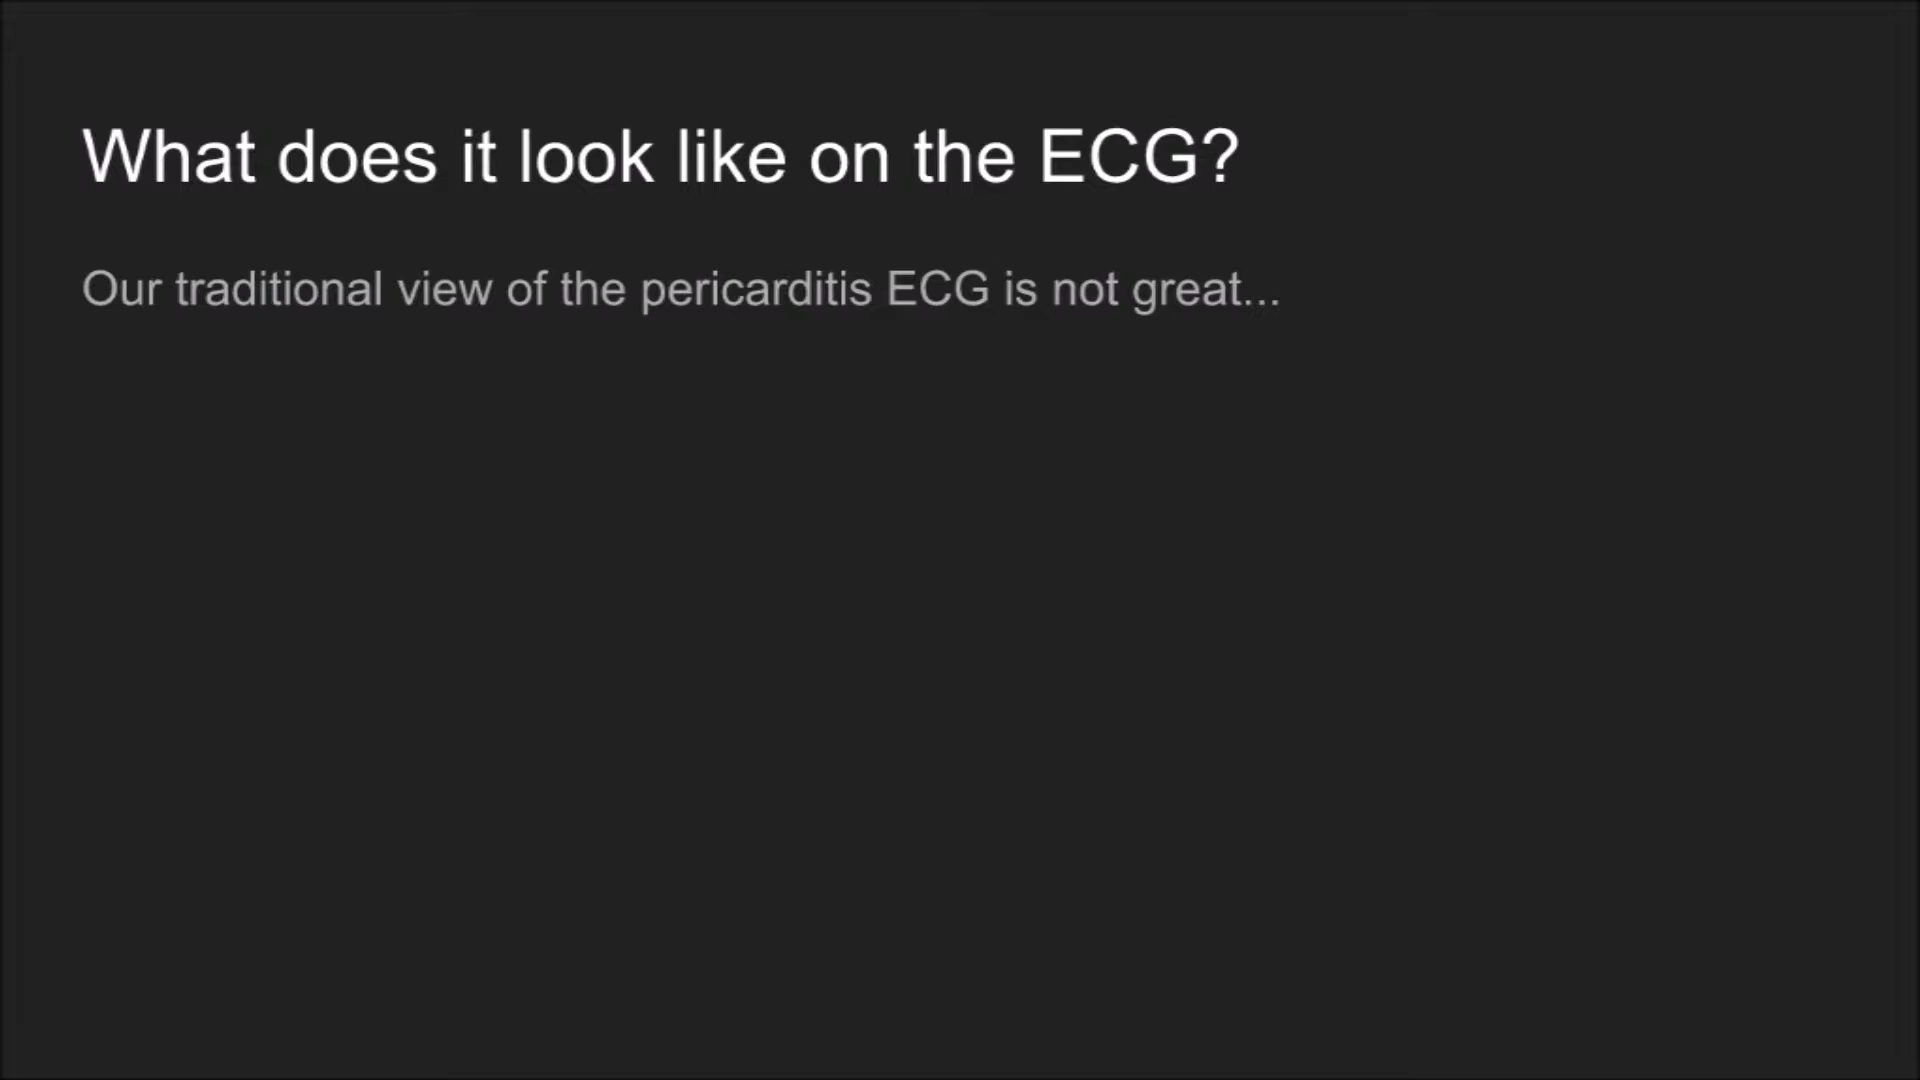 What does it look like on the ECG?
Our traditional view of the pericarditis ECG is not great...